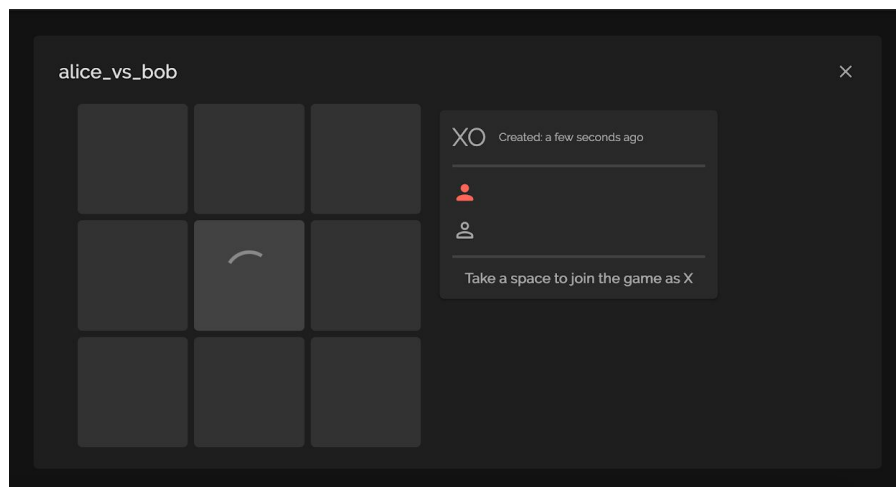 alice_vs_bob
XO Created: a few seconds ago
Take a space to join the game as X